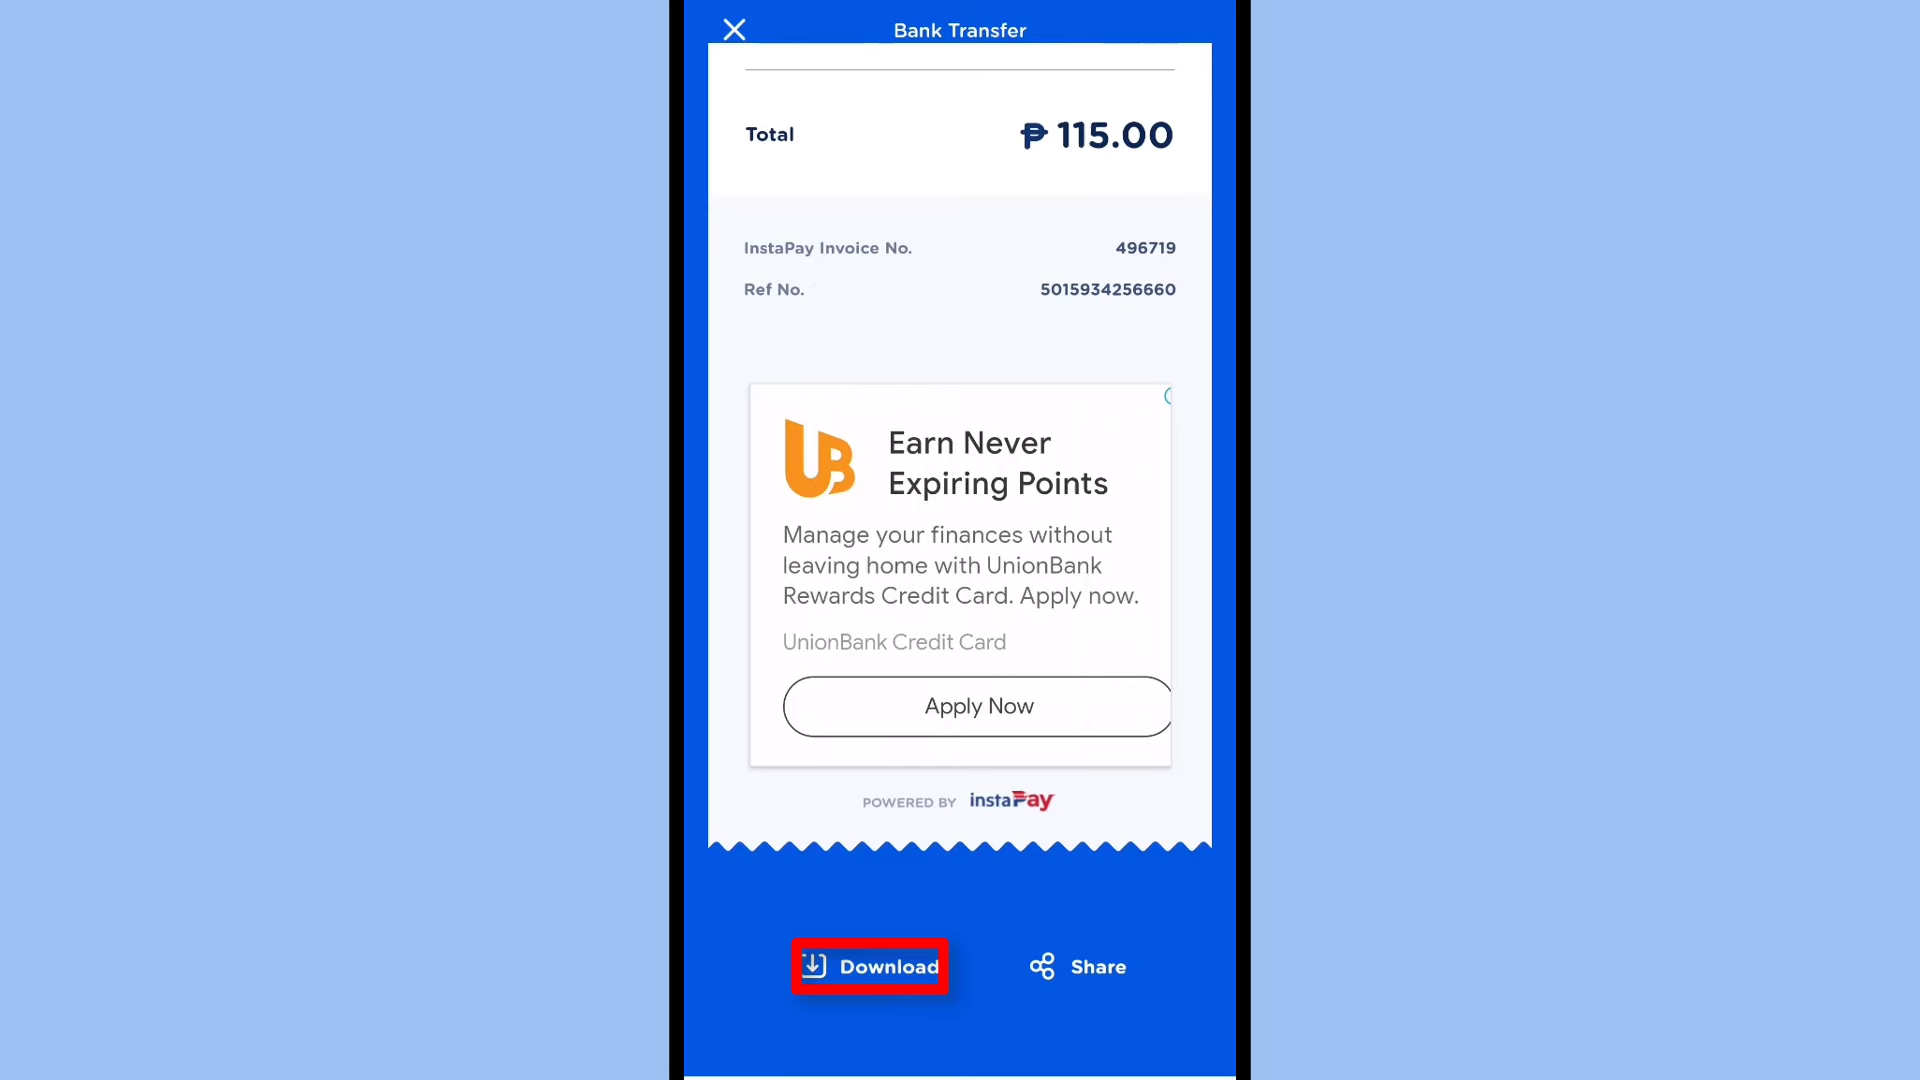 Bank Transfer
Total ₱ 115.00
InstaPay Invoice No. 496719
Ref No. 5015934256660
UB
Earn Never
Expiring Points
Manage your finances without
leaving home with UnionBank
Rewards Credit Card. Apply now.
UnionBank Credit Card
Apply Now
POWERED BY instaPay
Download
Share